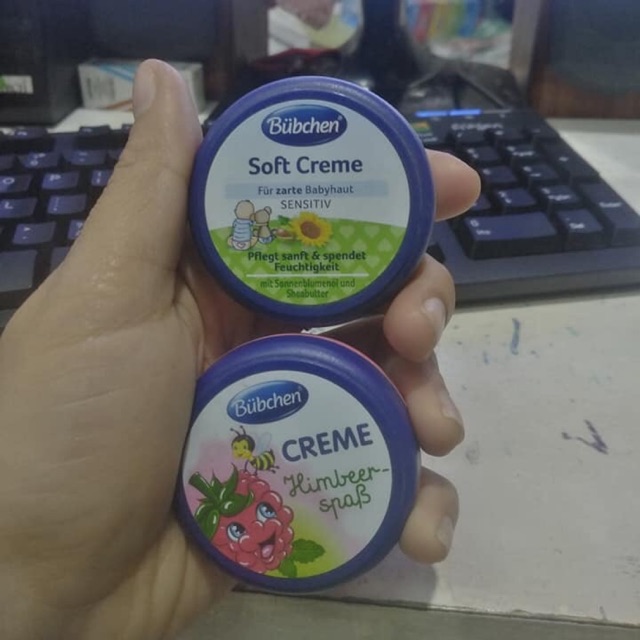 Bübchen
Soft Creme
Für zarte Babyhaut
SENSITIV
Pflegt sanft & spendet
Feuchtigkeit
mit Sonnenblumenöl und
Sheabutter
Bübchen
CREME
Himbeer-
spaß